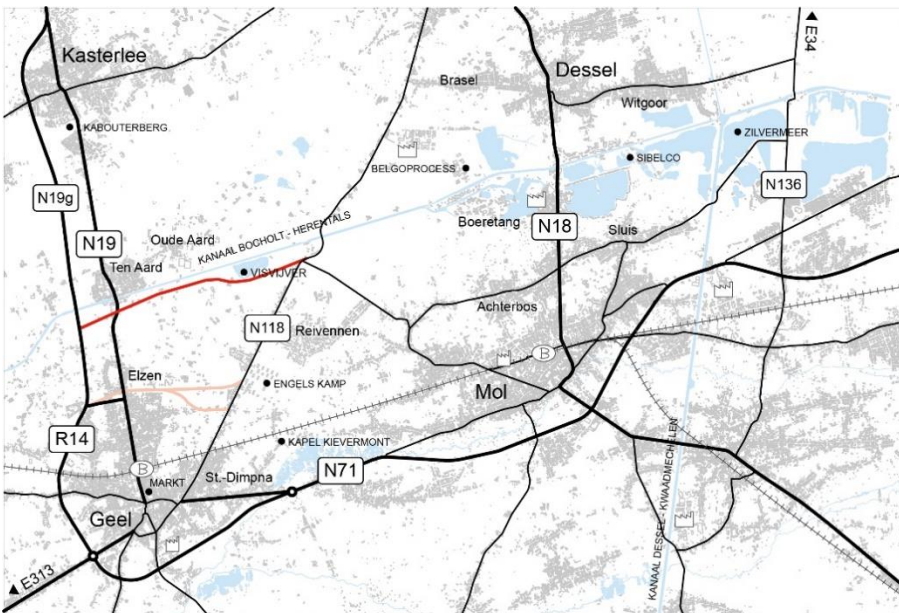 ▲ E34
Kasterlee
Dessel
Brasel
Witgoor
KABOUTERBERG
ZILVERMEER
SIBELCO
BELGOPROCESS
N136
N19g
Boeretang
N18
Sluis
N19
Oude Aard
KANAAL BOCHOLT - HERENTALS
Ten Aard
VISVIJVER
Achterbos
N118
Reivennen
B
Elzen
ENGELS KAMP
Mol
R14
KAPEL KIEVERMONT
B
St.-Dimpna
N71
MARKT
Geel
KANAAL DESSEL - KWAADMECHELEN
▲ E313